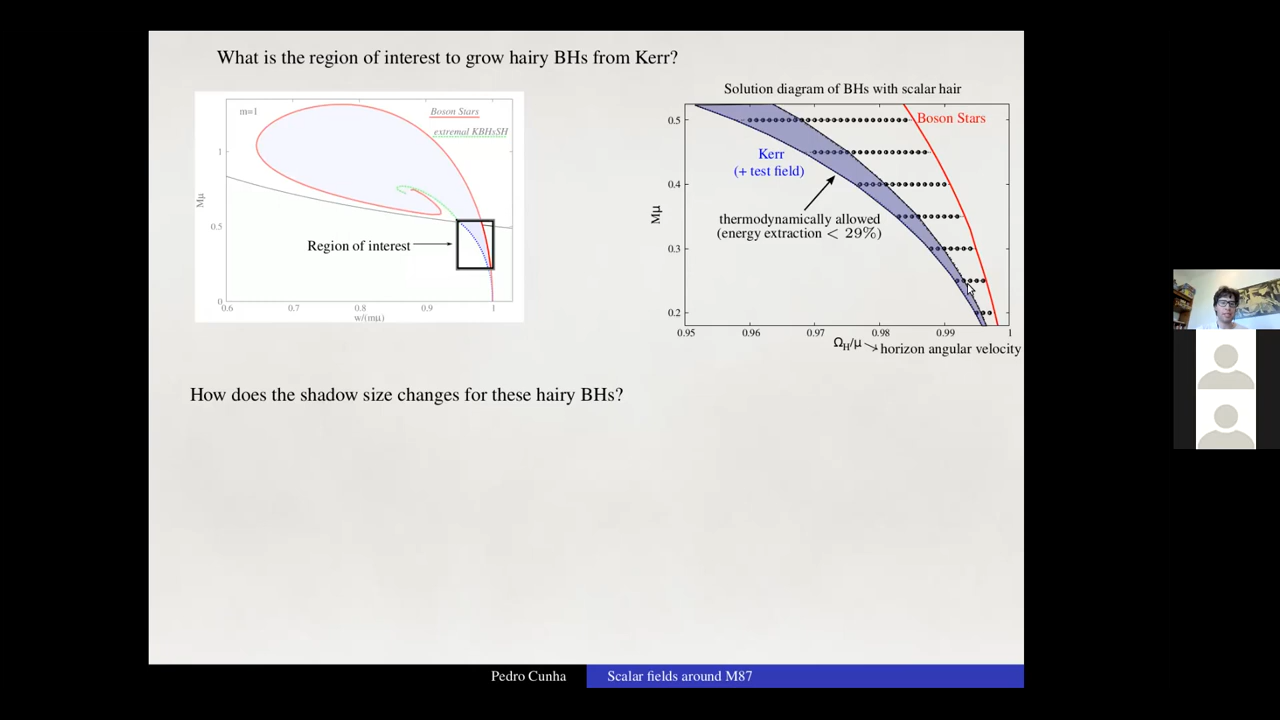 What is the region of interest to grow hairy BHs from Kerr?
m=1
Boson Stars
extremal KBHsSH
1
Mμ
0.5
Region of interest
0
0.6
0.7
0.8
0.9
1
w/(mμ)
Solution diagram of BHs with scalar hair
0.5
Boson Stars
Kerr
(+ test field)
0.4
Mμ
thermodynamically allowed
(energy extraction < 29%)
0.3
0.2
0.95
0.96
0.97
0.98
0.99
1
Ω_H/μ
horizon angular velocity
How does the shadow size changes for these hairy BHs?
Pedro Cunha
Scalar fields around M87